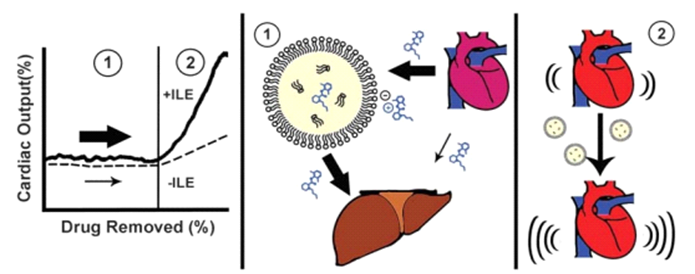 Cardiac Output(%)
1
2
+ILE
-ILE
Drug Removed (%)
1
−
+
2